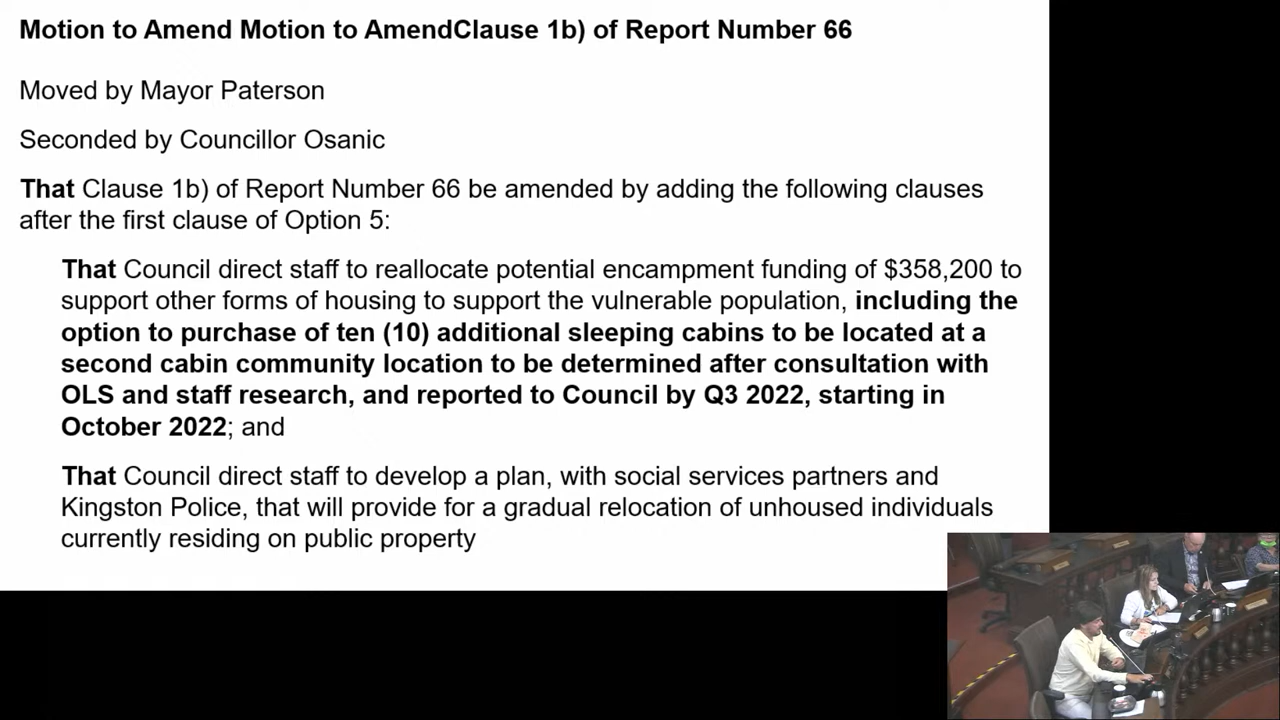 Motion to Amend Motion to AmendClause 1b) of Report Number 66
Moved by Mayor Paterson
Seconded by Councillor Osanic
That Clause 1b) of Report Number 66 be amended by adding the following clauses
after the first clause of Option 5:
That Council direct staff to reallocate potential encampment funding of $358,200 to
support other forms of housing to support the vulnerable population, including the
option to purchase of ten (10) additional sleeping cabins to be located at a
second cabin community location to be determined after consultation with
OLS and staff research, and reported to Council by Q3 2022, starting in
October 2022; and
That Council direct staff to develop a plan, with social services partners and
Kingston Police, that will provide for a gradual relocation of unhoused individuals
currently residing on public property